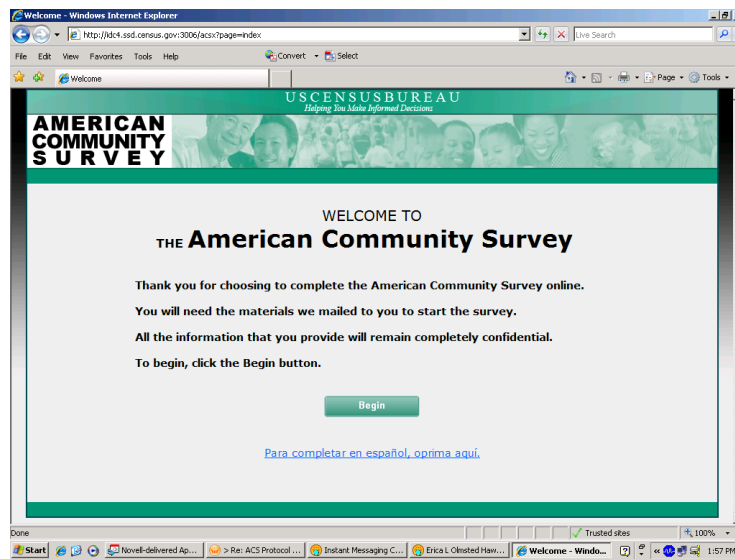 Welcome - Windows Internet Explorer
http://idc4.ssd.census.gov:3006/acsx?page=index
Live Search
File Edit View Favorites Tools Help
Convert
Select
Welcome
Page
Tools
USCENSUSBUREAU
Helping You Make Informed Decisions
AMERICAN
COMMUNITY
SURVEY
WELCOME TO
THE American Community Survey
Thank you for choosing to complete the American Community Survey online.
You will need the materials we mailed to you to start the survey.
All the information that you provide will remain completely confidential.
To begin, click the Begin button.
Begin
Para completar en español, oprima aquí.
Done
Trusted sites
100%
Start
Novell-delivered Ap...
> Re: ACS Protocol ...
Instant Messaging C...
Erica L Olmsted Haw...
Welcome - Windo...
1:57 PM